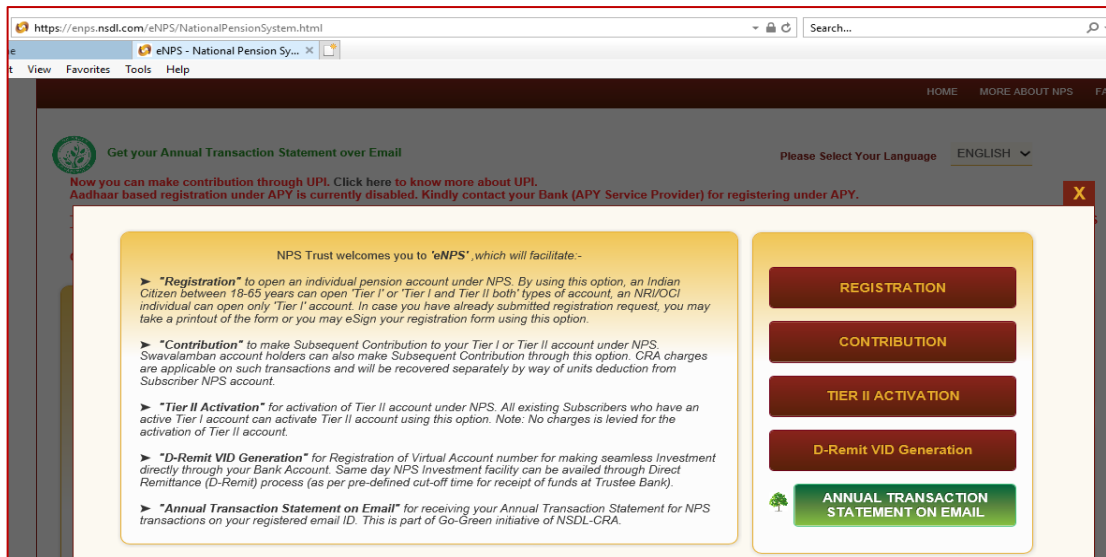 https://enps.nsdl.com/eNPS/NationalPensionSystem.html
Search...
eNPS - National Pension Sy...
View Favorites Tools Help
HOME MORE ABOUT NPS FA
Get your Annual Transaction Statement over Email
Please Select Your Language ENGLISH
Now you can make contribution through UPI. Click here to know more about UPI.
Aadhaar based registration under APY is currently disabled. Kindly contact your Bank (APY Service Provider) for registering under APY.
X
NPS Trust welcomes you to 'eNPS' ,which will facilitate:-
➤ "Registration" to open an individual pension account under NPS. By using this option, an Indian
Citizen between 18-65 years can open 'Tier I' or 'Tier I and Tier II both' types of account, an NRI/OCI
individual can open only 'Tier I' account. In case you have already submitted registration request, you may
take a printout of the form or you may eSign your registration form using this option.
➤ "Contribution" to make Subsequent Contribution to your Tier I or Tier II account under NPS.
Swavalamban account holders can also make Subsequent Contribution through this option. CRA charges
are applicable on such transactions and will be recovered separately by way of units deduction from
Subscriber NPS account.
➤ "Tier II Activation" for activation of Tier II account under NPS. All existing Subscribers who have an
active Tier I account can activate Tier II account using this option. Note: No charges is levied for the
activation of Tier II account.
➤ "D-Remit VID Generation" for Registration of Virtual Account number for making seamless Investment
directly through your Bank Account. Same day NPS Investment facility can be availed through Direct
Remittance (D-Remit) process (as per pre-defined cut-off time for receipt of funds at Trustee Bank).
➤ "Annual Transaction Statement on Email" for receiving your Annual Transaction Statement for NPS
transactions on your registered email ID. This is part of Go-Green initiative of NSDL-CRA.
REGISTRATION
CONTRIBUTION
TIER II ACTIVATION
D-Remit VID Generation
ANNUAL TRANSACTION
STATEMENT ON EMAIL